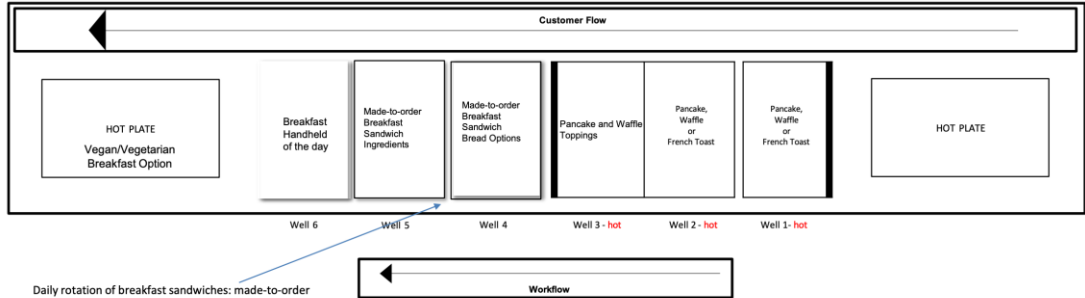 Customer Flow
HOT PLATE
Vegan/Vegetarian
Breakfast Option
Breakfast
Handheld
of the day
Made-to-order
Breakfast
Sandwich
Ingredients
Made-to-order
Breakfast
Sandwich
Bread Options
Pancake and Waffle
Toppings
Pancake,
Waffle
or
French Toast
Pancake,
Waffle
or
French Toast
HOT PLATE
Well 6
Well 5
Well 4
Well 3 - hot
Well 2 - hot
Well 1- hot
Daily rotation of breakfast sandwiches: made-to-order
Workflow